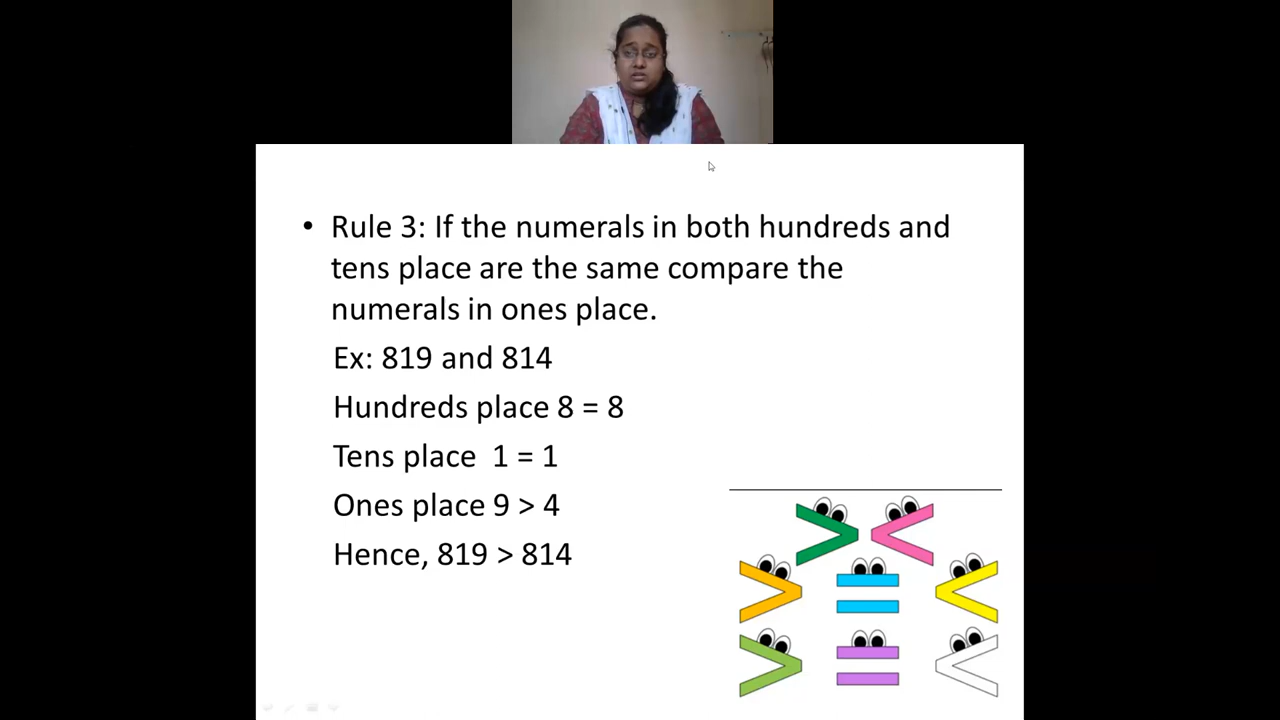 • Rule 3: If the numerals in both hundreds and
tens place are the same compare the
numerals in ones place.
Ex: 819 and 814
Hundreds place 8 = 8
Tens place 1 = 1
Ones place 9 > 4
Hence, 819 > 814